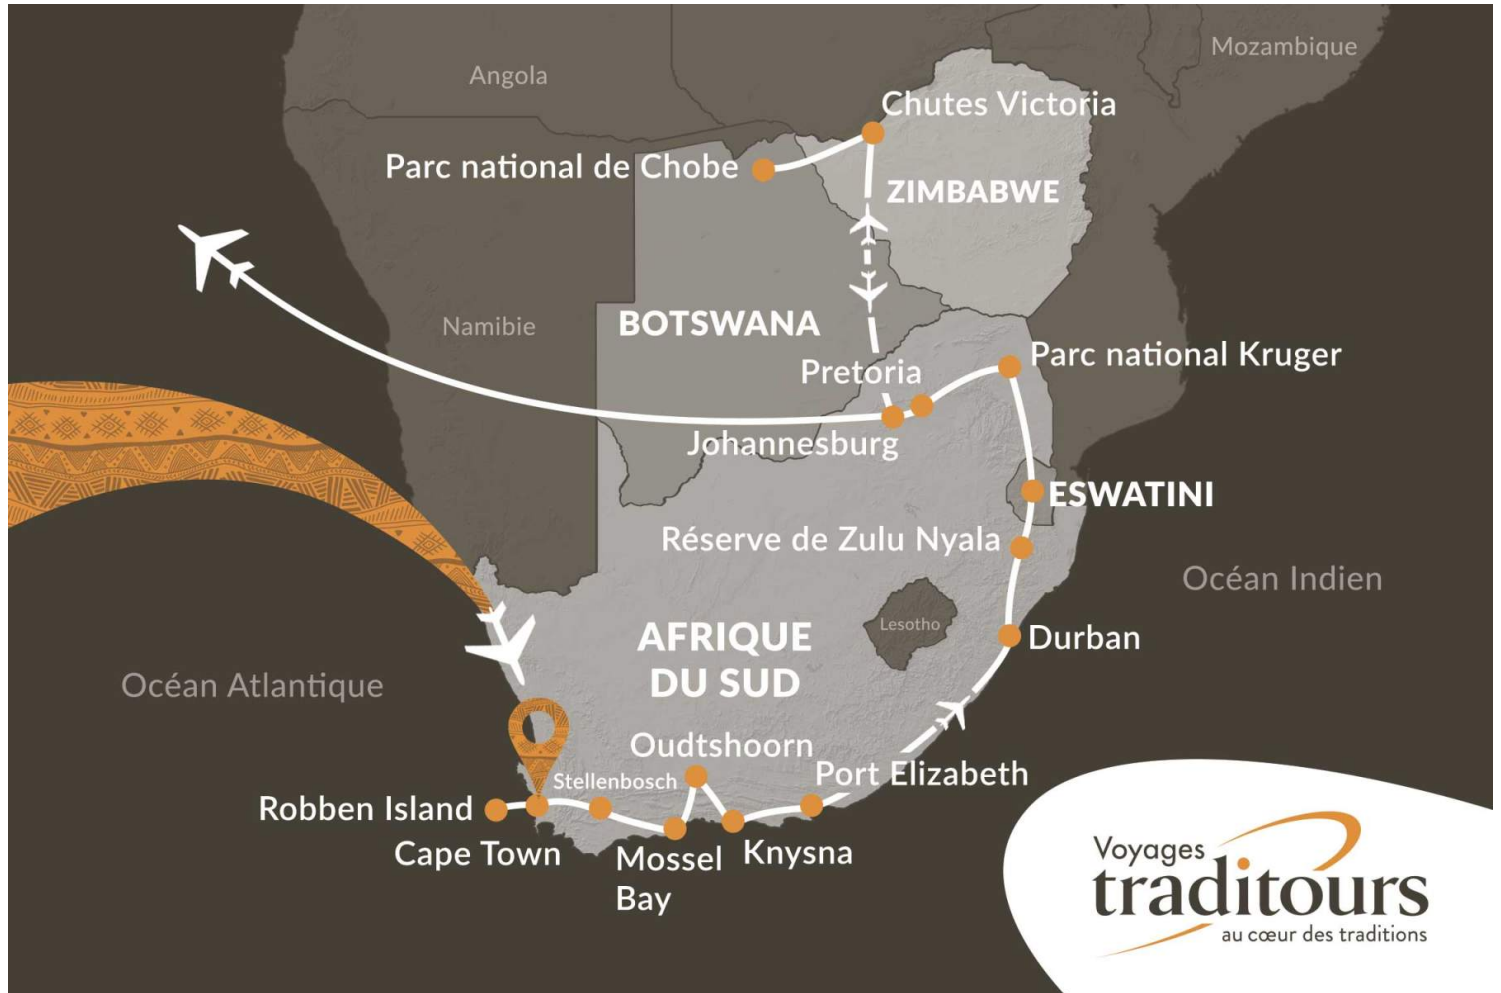 Mozambique
Angola
Chutes Victoria
Parc national de Chobe
ZIMBABWE
Namibie
BOTSWANA
Parc national Kruger
Pretoria
Johannesburg
ESWATINI
Réserve de Zulu Nyala
Océan Indien
Lesotho
AFRIQUE
DU SUD
Durban
Océan Atlantique
Oudtshoorn
Stellenbosch
Port Elizabeth
Robben Island
Cape Town
Mossel
Bay
Knysna
Voyages
traditours
au cœur des traditions